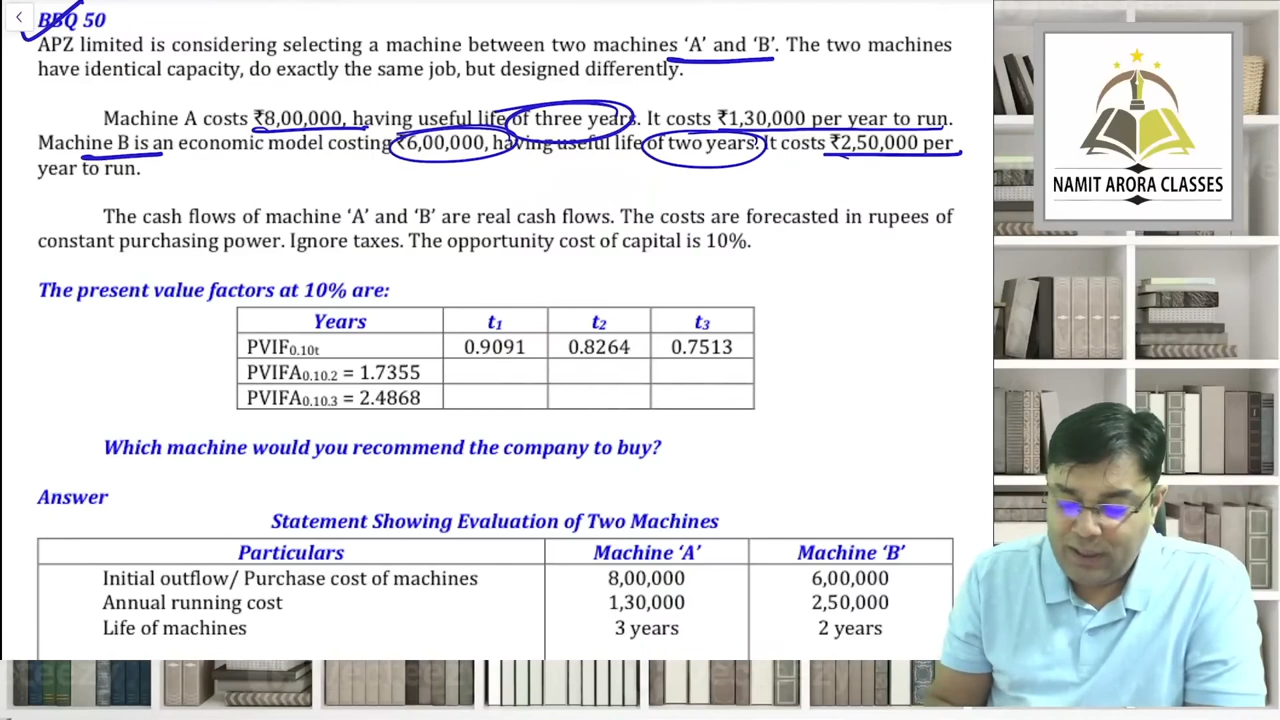 BBQ 50
APZ limited is considering selecting a machine between two machines ‘A’ and ‘B’. The two machines
have identical capacity, do exactly the same job, but designed differently.
Machine A costs ₹8,00,000, having useful life of three years. It costs ₹1,30,000 per year to run.
Machine B is an economic model costing ₹6,00,000, having useful life of two years. It costs ₹2,50,000 per
year to run.
The cash flows of machine ‘A’ and ‘B’ are real cash flows. The costs are forecasted in rupees of
constant purchasing power. Ignore taxes. The opportunity cost of capital is 10%.
The present value factors at 10% are:
Years t1 t2 t3
PVIF0.10t 0.9091 0.8264 0.7513
PVIFA0.10.2 = 1.7355
PVIFA0.10.3 = 2.4868
Which machine would you recommend the company to buy?
Answer
Statement Showing Evaluation of Two Machines
Particulars Machine ‘A’ Machine ‘B’
Initial outflow/ Purchase cost of machines 8,00,000 6,00,000
Annual running cost 1,30,000 2,50,000
Life of machines 3 years 2 years
NAMIT ARORA CLASSES